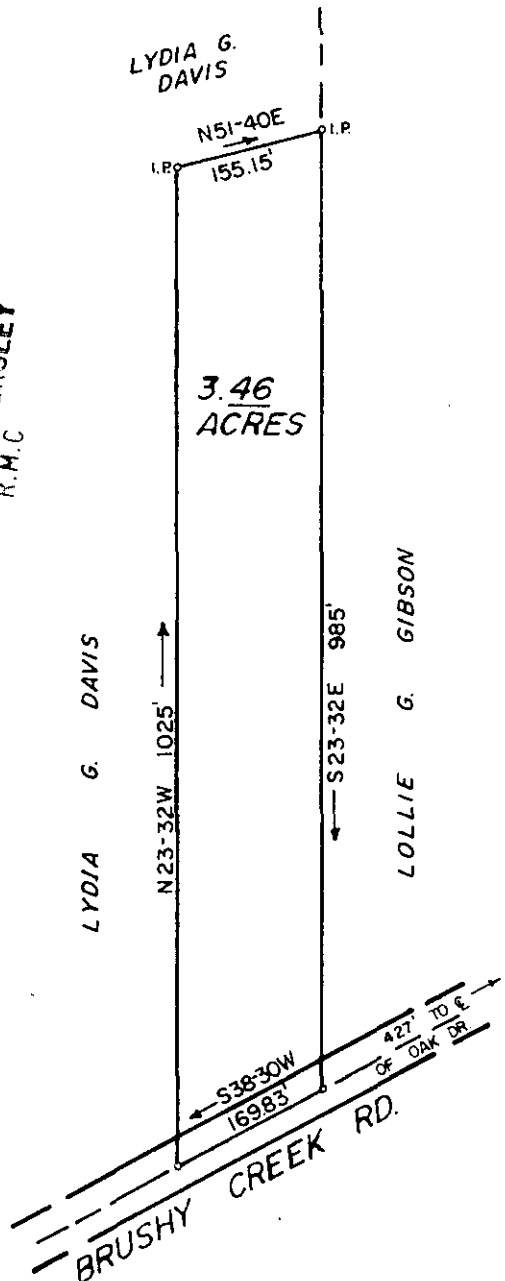 LYDIA G.
DAVIS
N51-40E
I.P.
I.P.
155.15'
R.M.C
3.46
ACRES
LYDIA G. DAVIS
N23-32W 1025'
S23-32E 985'
LOLLIE G. GIBSON
S38-30W
169.83'
427' TO ℄
OF OAK DR
BRUSHY CREEK RD.